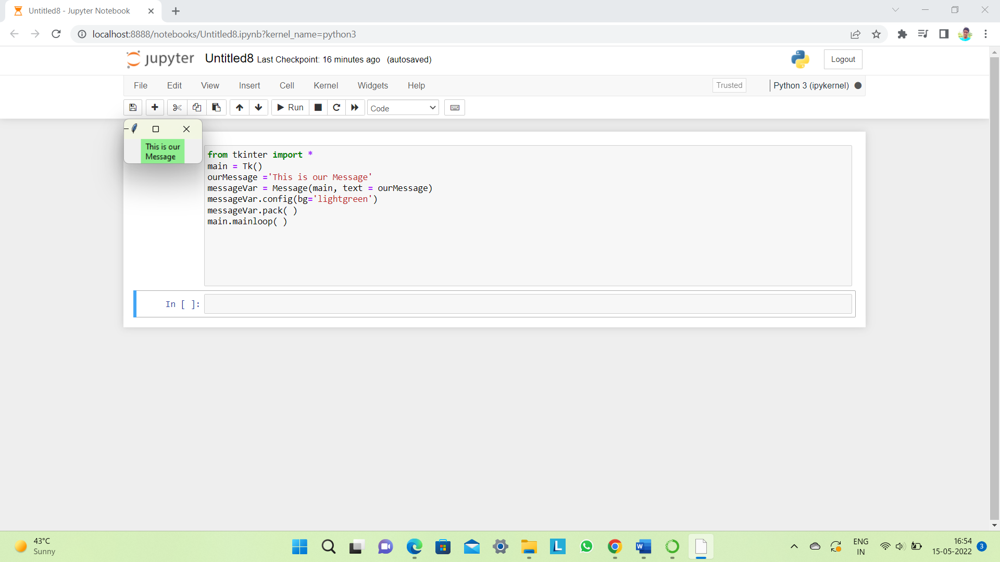 Untitled8 - Jupyter Notebook
localhost:8888/notebooks/Untitled8.ipynb?kernel_name=python3
jupyter Untitled8 Last Checkpoint: 16 minutes ago (autosaved) Logout
File Edit View Insert Cell Kernel Widgets Help Trusted Python 3 (ipykernel)
Run Code
This is our
Message
from tkinter import *
main = Tk()
ourMessage ='This is our Message'
messageVar = Message(main, text = ourMessage)
messageVar.config(bg='lightgreen')
messageVar.pack( )
main.mainloop( )
In [ ]:
43°C
Sunny
L
W
ENG
IN
16:54
15-05-2022
3